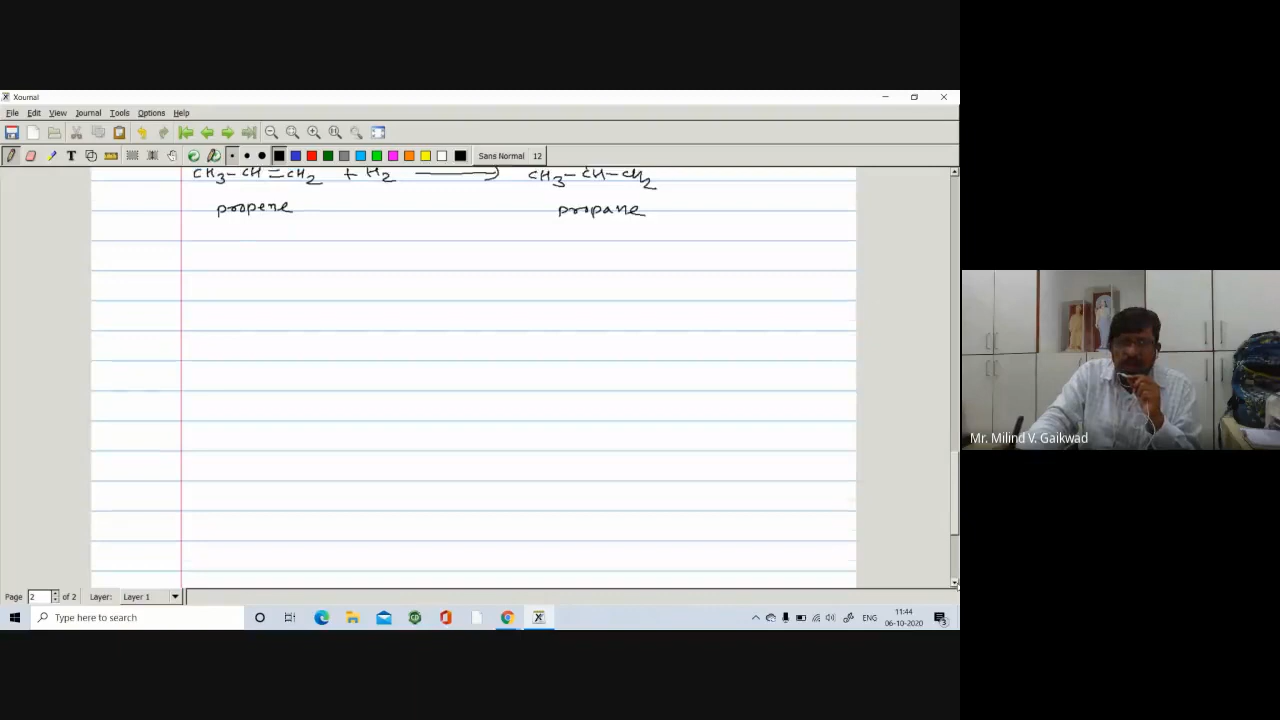 Xournal
File Edit View Journal Tools Options Help
T Sans Normal 12
CH3-CH=CH2 + H2 ⟶ CH3-CH-CH2
propene propane
Mr. Milind V. Gaikwad
Page 2 of 2 Layer: Layer 1
Type here to search
ENG
11:44
06-10-2020
3